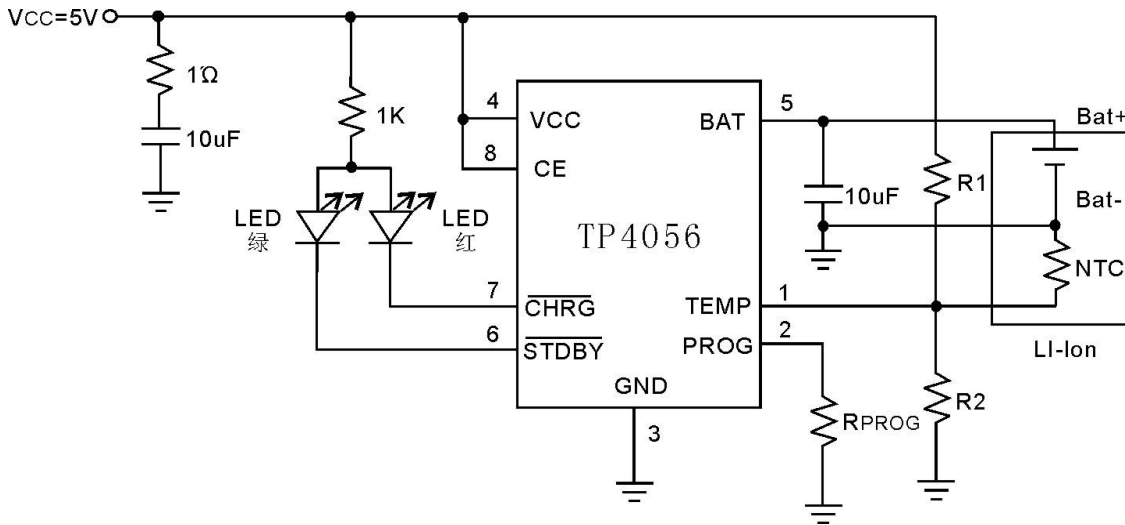 VCC=5V
1Ω
10uF
1K
LED
绿
LED
红
4
VCC
8
CE
TP4056
7
CHRG
6
STDBY
GND
3
BAT
5
TEMP
1
PROG
2
10uF
RPROG
R1
R2
Bat+
Bat-
NTC
LI-Ion